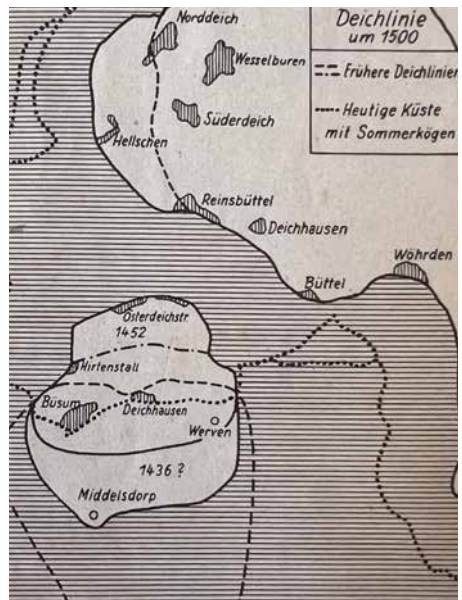 Deichlinie
um 1500
Frühere Deichlinien
Heutige Küste
mit Sommerkögen
Norddeich
Wesselburen
Süderdeich
Hellschen
Reinsbüttel
Deichhausen
Wöhrden
Büttel
Österdeichstr.
1452
Hirtenstall
Büsum
Deichhausen
Werven
1436 ?
Middelsdorp